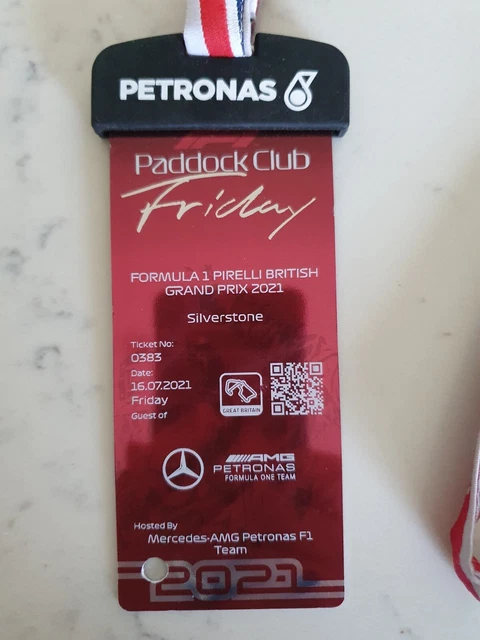 PETRONAS
Paddock Club
Friday
FORMULA 1 PIRELLI BRITISH
GRAND PRIX 2021
Silverstone
Ticket No:
0383
Date:
16.07.2021
Friday
GREAT BRITAIN
Guest of
AMG
PETRONAS
FORMULA ONE TEAM
Hosted By
Mercedes-AMG Petronas F1
Team
2021